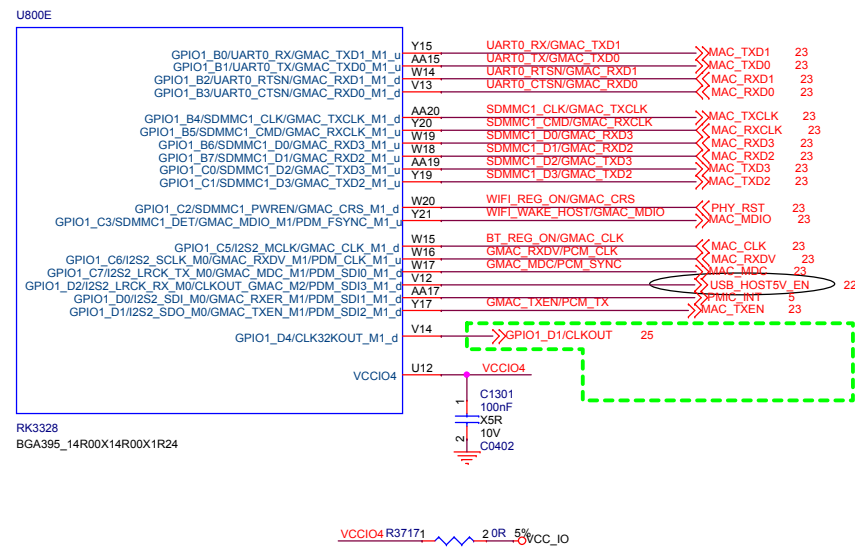 U800E
GPIO1_B0/UART0_RX/GMAC_TXD1_M1_u Y15 UART0_RX/GMAC_TXD1 MAC_TXD1 23
GPIO1_B1/UART0_TX/GMAC_TXD0_M1_u AA15 UART0_TX/GMAC_TXD0 MAC_TXD0 23
GPIO1_B2/UART0_RTSN/GMAC_RXD1_M1_d W14 UART0_RTSN/GMAC_RXD1 MAC_RXD1 23
GPIO1_B3/UART0_CTSN/GMAC_RXD0_M1_d V13 UART0_CTSN/GMAC_RXD0 MAC_RXD0 23
GPIO1_B4/SDMMC1_CLK/GMAC_TXCLK_M1_d AA20 SDMMC1_CLK/GMAC_TXCLK MAC_TXCLK 23
GPIO1_B5/SDMMC1_CMD/GMAC_RXCLK_M1_u Y20 SDMMC1_CMD/GMAC_RXCLK MAC_RXCLK 23
GPIO1_B6/SDMMC1_D0/GMAC_RXD3_M1_u W19 SDMMC1_D0/GMAC_RXD3 MAC_RXD3 23
GPIO1_B7/SDMMC1_D1/GMAC_RXD2_M1_u W18 SDMMC1_D1/GMAC_RXD2 MAC_RXD2 23
GPIO1_C0/SDMMC1_D2/GMAC_TXD3_M1_u AA19 SDMMC1_D2/GMAC_TXD3 MAC_TXD3 23
GPIO1_C1/SDMMC1_D3/GMAC_TXD2_M1_u Y19 SDMMC1_D3/GMAC_TXD2 MAC_TXD2 23
GPIO1_C2/SDMMC1_PWREN/GMAC_CRS_M1_d W20 WIFI_REG_ON/GMAC_CRS PHY_RST 23
GPIO1_C3/SDMMC1_DET/GMAC_MDIO_M1/PDM_FSYNC_M1_u Y21 WIFI_WAKE_HOST/GMAC_MDIO MAC_MDIO 23
GPIO1_C5/I2S2_MCLK/GMAC_CLK_M1_d W15 BT_REG_ON/GMAC_CLK MAC_CLK 23
GPIO1_C6/I2S2_SCLK_M0/GMAC_RXDV_M1/PDM_CLK_M1_u W16 GMAC_RXDV/PCM_CLK MAC_RXDV 23
GPIO1_C7/I2S2_LRCK_TX_M0/GMAC_MDC_M1/PDM_SDI0_M1_d W17 GMAC_MDC/PCM_SYNC MAC_MDC 23
GPIO1_D2/I2S2_LRCK_RX_M0/CLKOUT_GMAC_M2/PDM_SDI3_M1_d V12 USB_HOST5V_EN 22
GPIO1_D0/I2S2_SDI_M0/GMAC_RXER_M1/PDM_SDI1_M1_d AA17 PMIC_INT 5
GPIO1_D1/I2S2_SDO_M0/GMAC_TXEN_M1/PDM_SDI2_M1_d Y17 GMAC_TXEN/PCM_TX MAC_TXEN 23
GPIO1_D4/CLK32KOUT_M1_d V14 GPIO1_D1/CLKOUT 25
VCCIO4 U12 VCCIO4
C1301
1 100nF
X5R
10V
2 C0402
RK3328
BGA395_14R00X14R00X1R24
VCCIO4 R3717 1 2 0R 5% VCC_IO